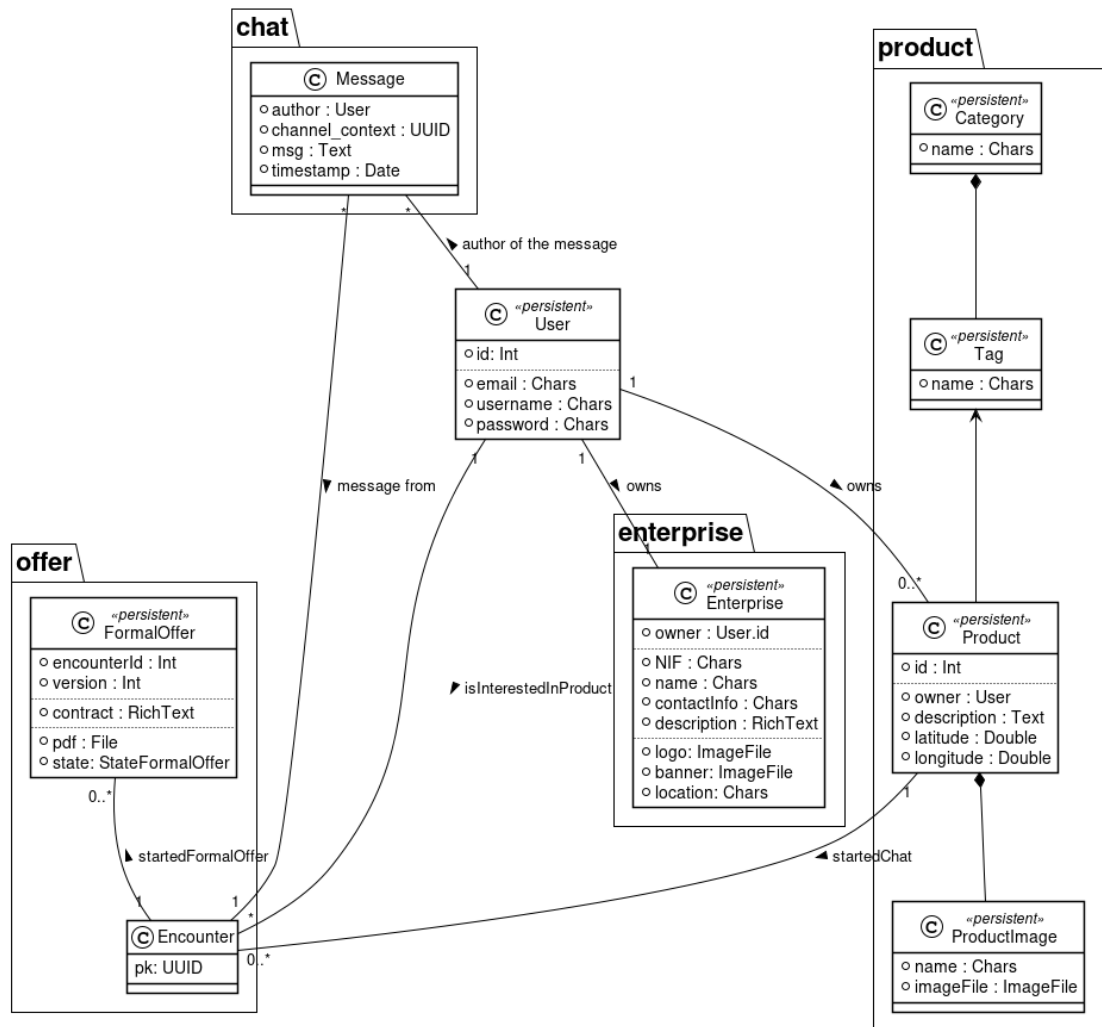 chat
C Message
author : User
channel_context : UUID
msg : Text
timestamp : Date
*
*
author of the message
1
product
C «persistent»
Category
name : Chars
C «persistent»
Tag
name : Chars
C «persistent»
User
id: Int
email : Chars
username : Chars
password : Chars
1
1
1
message from
owns
owns
isInterestedInProduct
enterprise
1
C «persistent»
Enterprise
owner : User.id
NIF : Chars
name : Chars
contactInfo : Chars
description : RichText
logo: ImageFile
banner: ImageFile
location: Chars
0..*
C «persistent»
Product
id : Int
owner : User
description : Text
latitude : Double
longitude : Double
1
startedChat
C «persistent»
ProductImage
name : Chars
imageFile : ImageFile
offer
C «persistent»
FormalOffer
encounterId : Int
version : Int
contract : RichText
pdf : File
state: StateFormalOffer
0..*
startedFormalOffer
1
1
*
0..*
C Encounter
pk: UUID